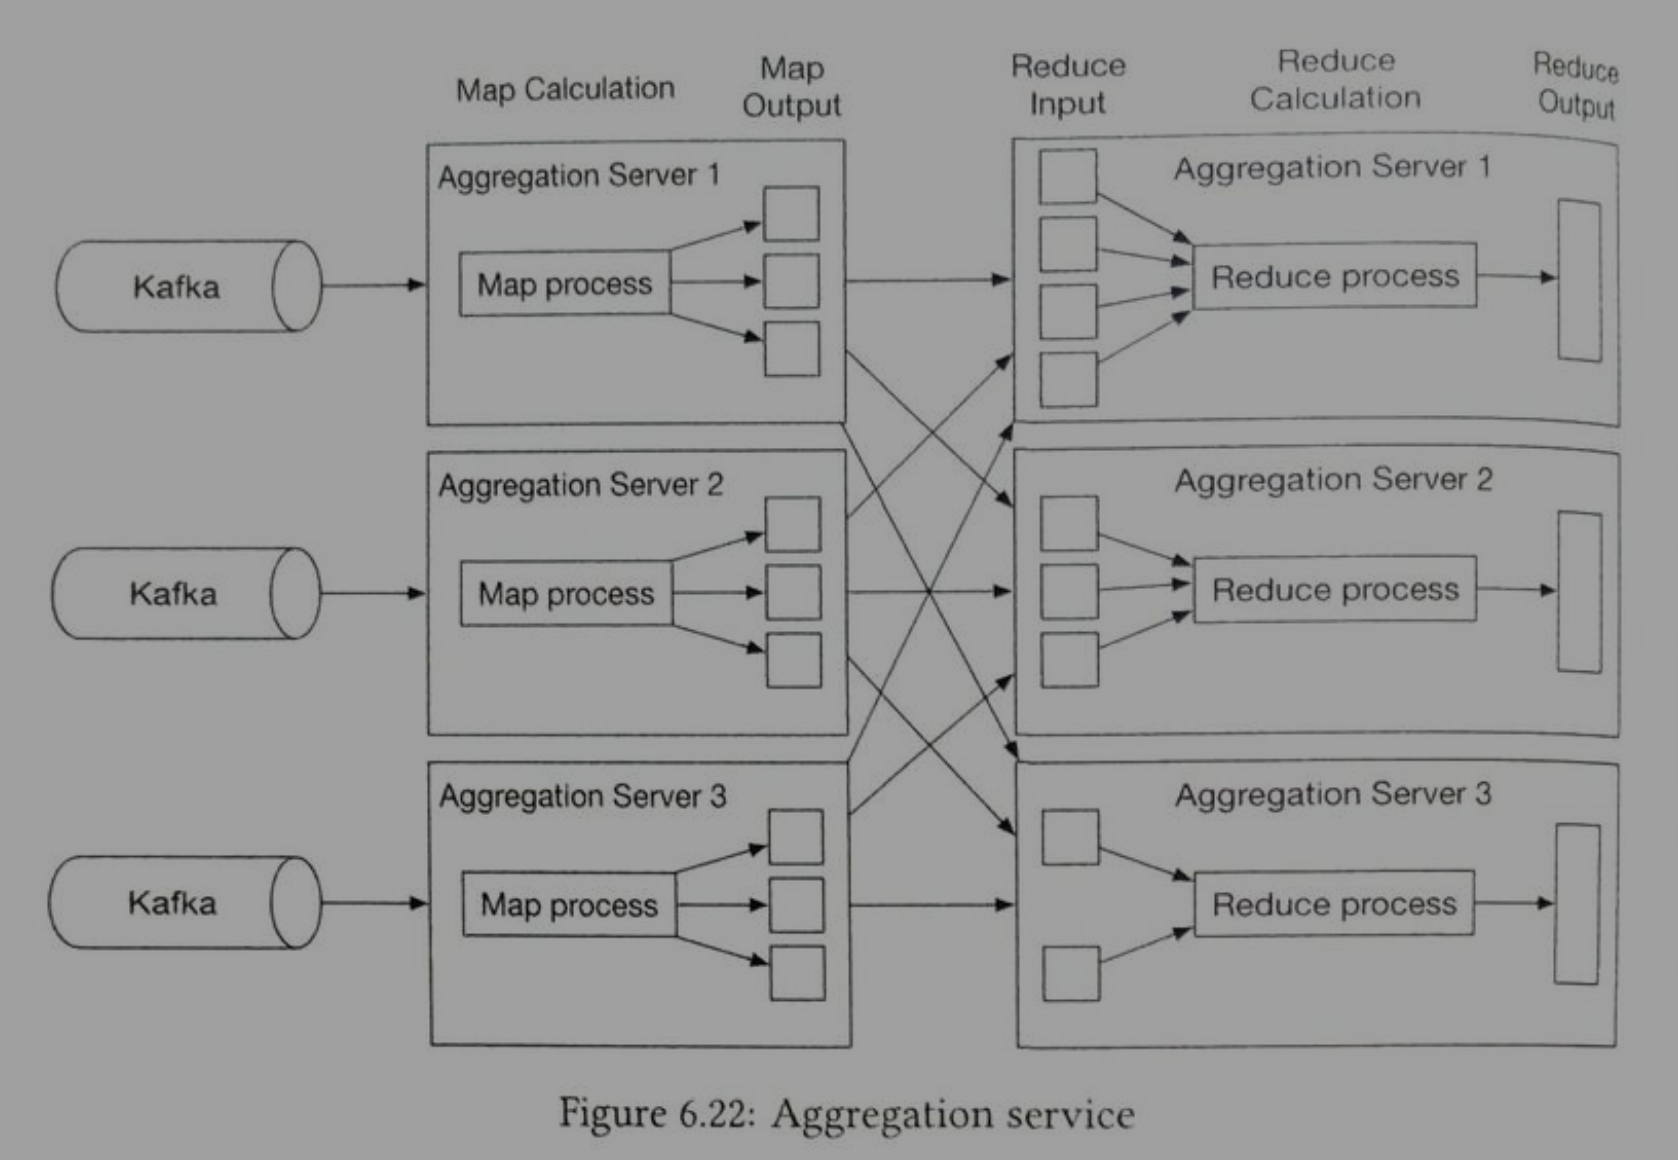 Map Calculation
Map
Output
Reduce
Input
Reduce
Calculation
Reduce
Output
Kafka
Aggregation Server 1
Map process
Aggregation Server 1
Reduce process
Kafka
Aggregation Server 2
Map process
Aggregation Server 2
Reduce process
Kafka
Aggregation Server 3
Map process
Aggregation Server 3
Reduce process
Figure 6.22: Aggregation service